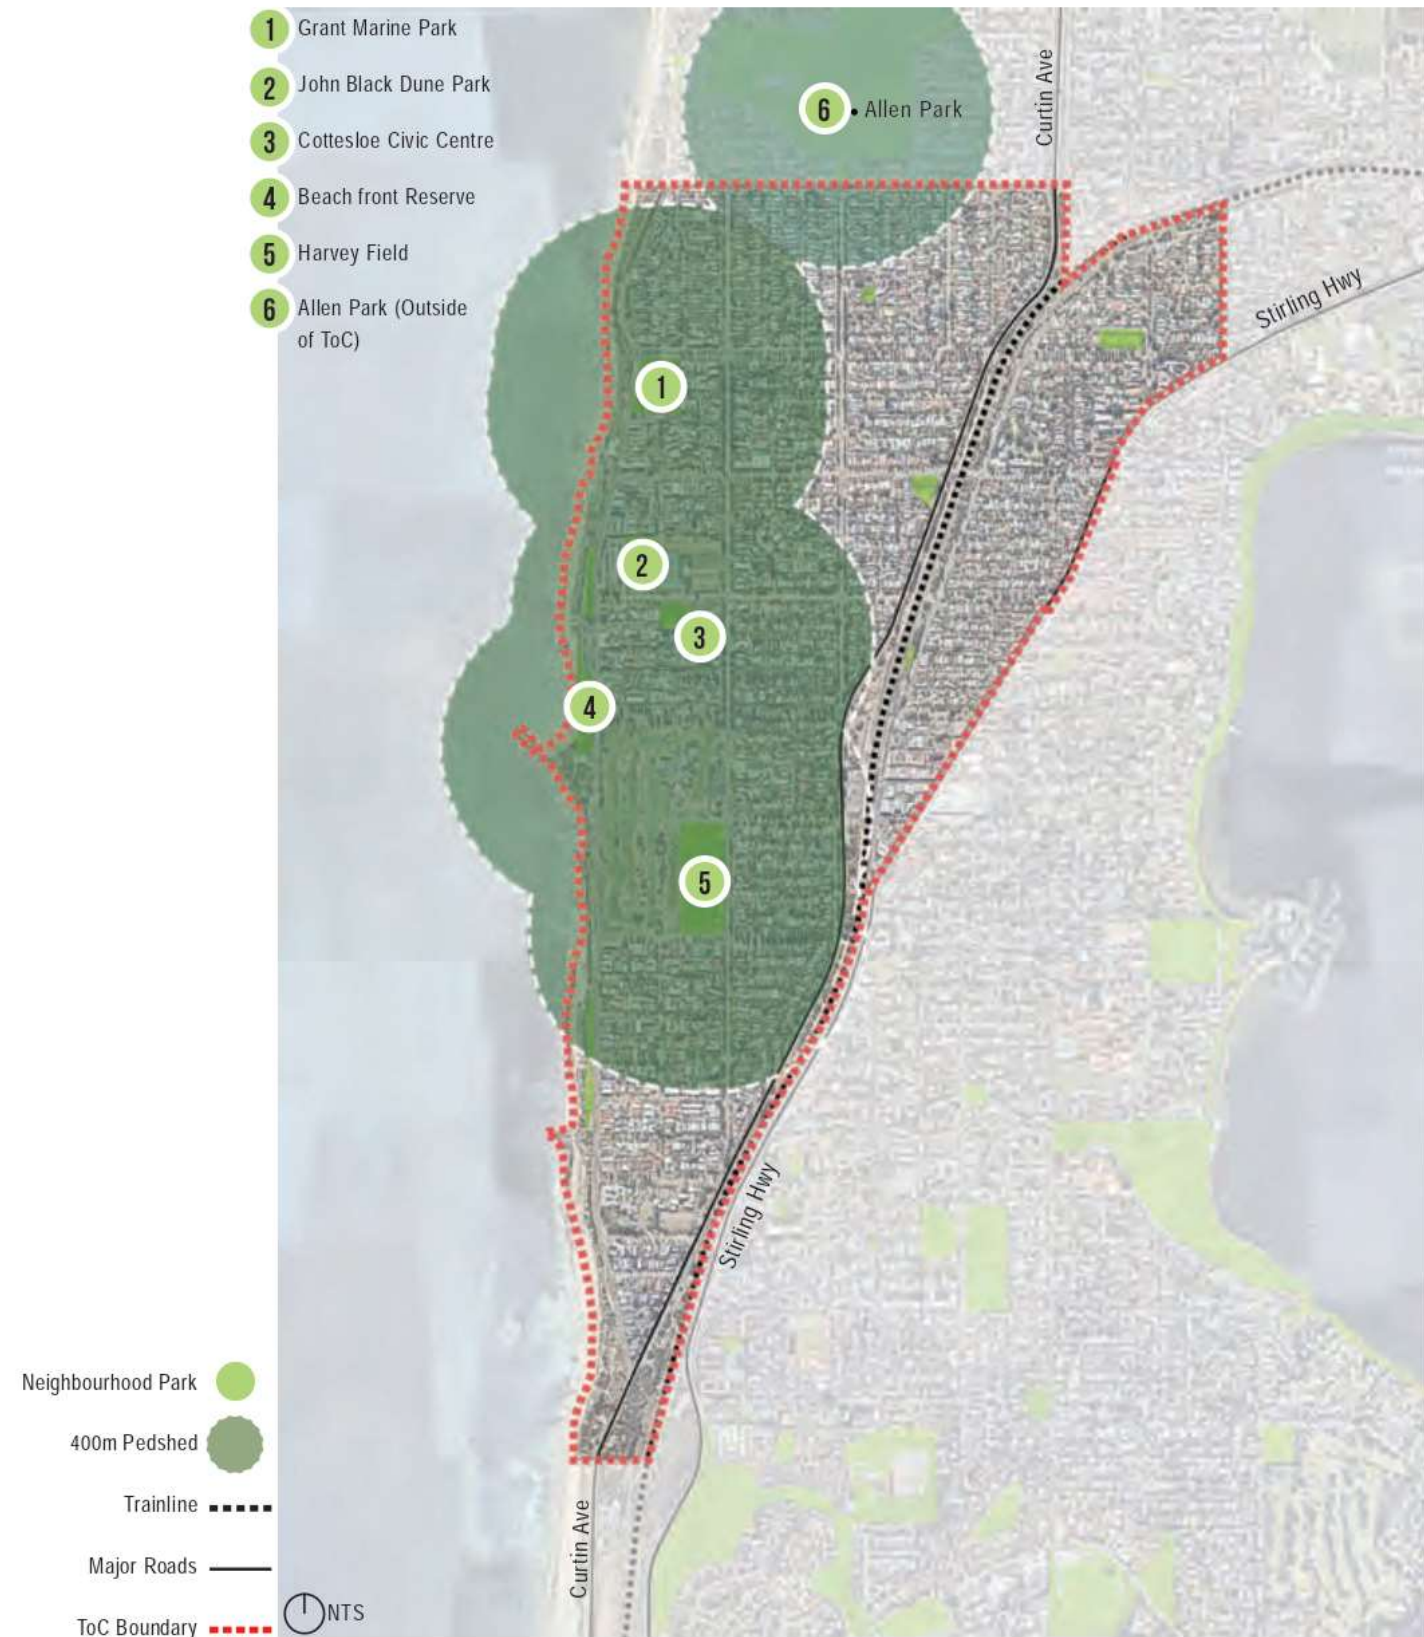 1 Grant Marine Park
2 John Black Dune Park
3 Cottesloe Civic Centre
4 Beach front Reserve
5 Harvey Field
6 Allen Park (Outside
of ToC)
6 Allen Park
Curtin Ave
Stirling Hwy
1
2
3
4
5
Stirling Hwy
Neighbourhood Park
400m Pedshed
Trainline
Major Roads
ToC Boundary
NTS
Curtin Ave